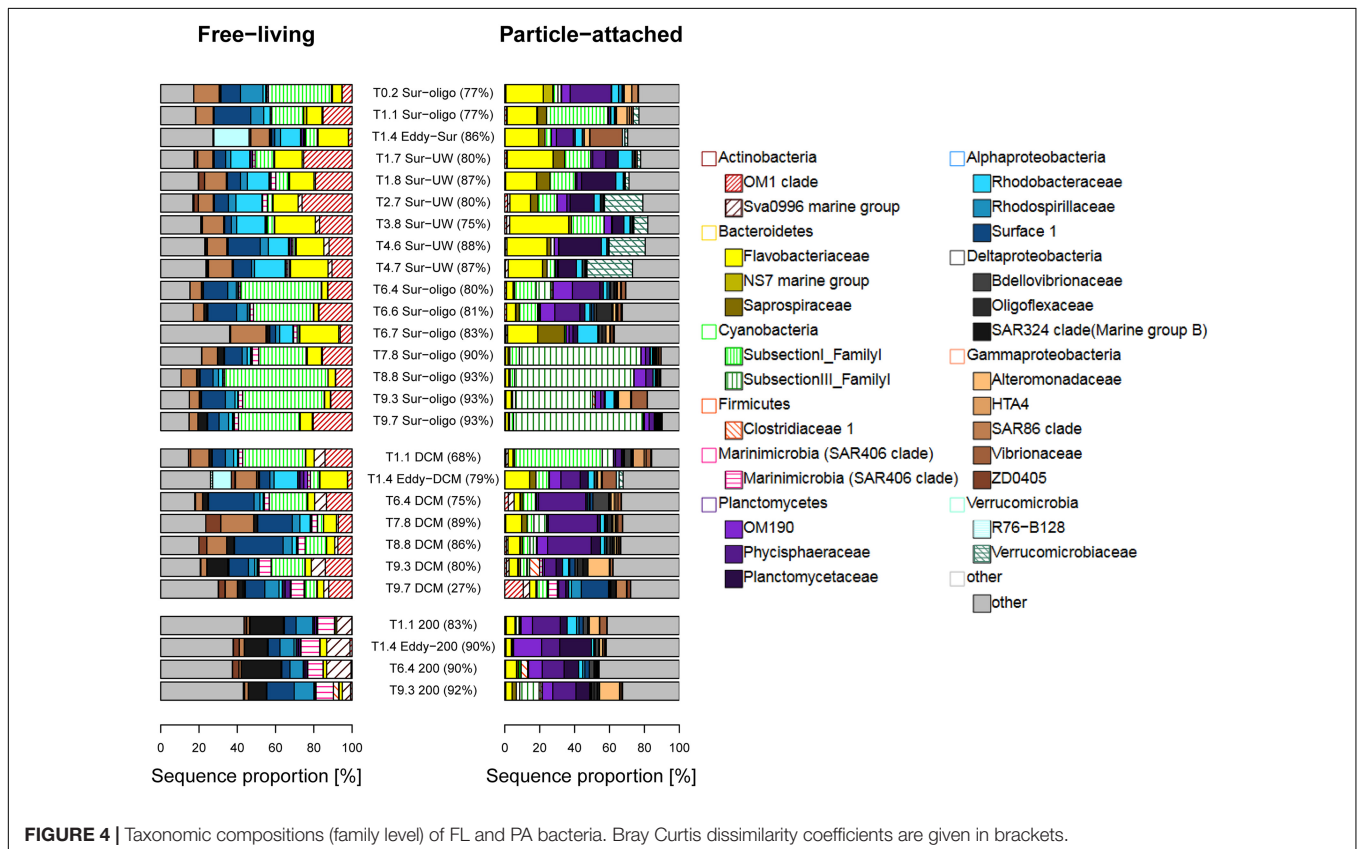 Free−living
Particle−attached
T0.2 Sur−oligo (77%)
T1.1 Sur−oligo (77%)
T1.4 Eddy−Sur (86%)
T1.7 Sur−UW (80%)
T1.8 Sur−UW (87%)
T2.7 Sur−UW (80%)
T3.8 Sur−UW (75%)
T4.6 Sur−UW (88%)
T4.7 Sur−UW (87%)
T6.4 Sur−oligo (80%)
T6.6 Sur−oligo (81%)
T6.7 Sur−oligo (83%)
T7.8 Sur−oligo (90%)
T8.8 Sur−oligo (93%)
T9.3 Sur−oligo (93%)
T9.7 Sur−oligo (93%)
T1.1 DCM (68%)
T1.4 Eddy−DCM (79%)
T6.4 DCM (75%)
T7.8 DCM (89%)
T8.8 DCM (86%)
T9.3 DCM (80%)
T9.7 DCM (27%)
T1.1 200 (83%)
T1.4 Eddy−200 (90%)
T6.4 200 (90%)
T9.3 200 (92%)
0 20 40 60 80 100
Sequence proportion [%]
0 20 40 60 80 100
Sequence proportion [%]
Actinobacteria
OM1 clade
Sva0996 marine group
Bacteroidetes
Flavobacteriaceae
NS7 marine group
Saprospiraceae
Cyanobacteria
SubsectionI_FamilyI
SubsectionIII_FamilyI
Firmicutes
Clostridiaceae 1
Marinimicrobia (SAR406 clade)
Marinimicrobia (SAR406 clade)
Planctomycetes
OM190
Phycisphaeraceae
Planctomycetaceae
Alphaproteobacteria
Rhodobacteraceae
Rhodospirillaceae
Surface 1
Deltaproteobacteria
Bdellovibrionaceae
Oligoflexaceae
SAR324 clade(Marine group B)
Gammaproteobacteria
Alteromonadaceae
HTA4
SAR86 clade
Vibrionaceae
ZD0405
Verrucomicrobia
R76−B128
Verrucomicrobiaceae
other
other
FIGURE 4 | Taxonomic compositions (family level) of FL and PA bacteria. Bray Curtis dissimilarity coefficients are given in brackets.